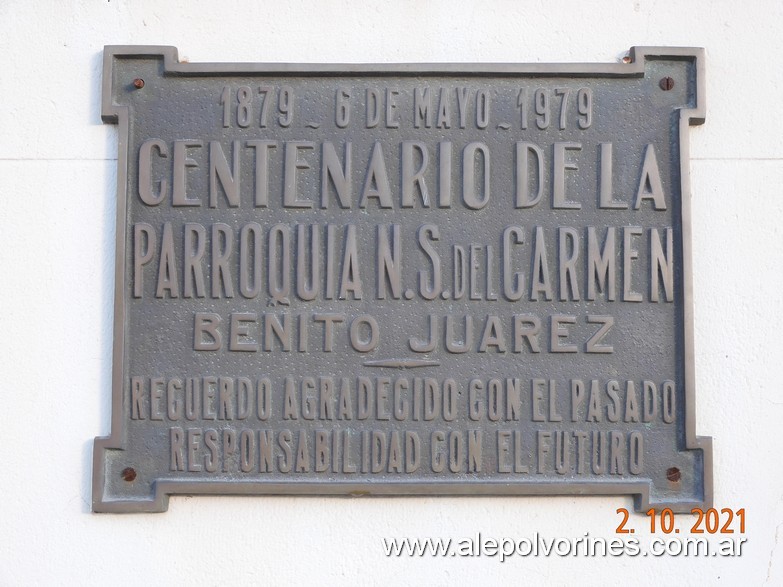 1879 - 6 DE MAYO - 1979
CENTENARIO DE LA
PARROQUIA N.S. DEL CARMEN
BENITO JUAREZ
RECUERDO AGRADECIDO CON EL PASADO
RESPONSABILIDAD CON EL FUTURO
2.10.2021
www.alepolvorines.com.ar